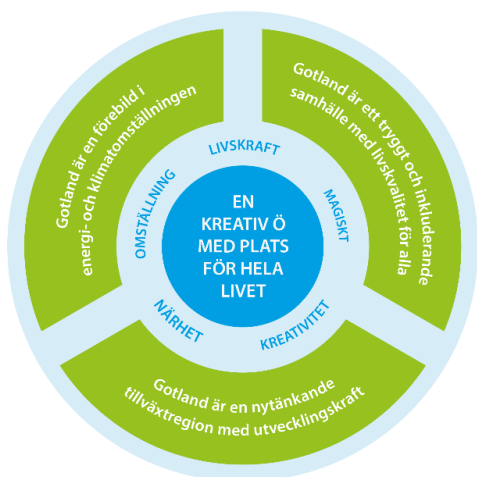 Gotland är en förebild i
energi- och klimatomställningen
Gotland är ett tryggt och inkluderande
samhälle med livskvalitet för alla
LIVSKRAFT
MAGISKT
KREATIVITET
NÄRHET
OMSTÄLLNING
EN
KREATIV Ö
MED PLATS
FÖR HELA
LIVET
Gotland är en nytänkande
tillväxtregion med utvecklingskraft